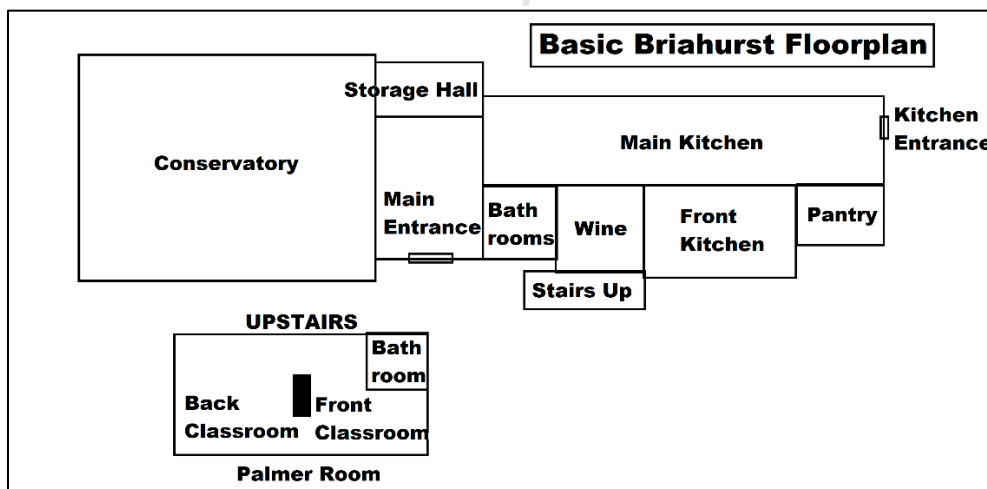 Basic Briahurst Floorplan
Storage Hall
Kitchen
Entrance
Main Kitchen
Conservatory
Main
Entrance
Bath
rooms
Wine
Front
Kitchen
Pantry
Stairs Up
UPSTAIRS
Bath
room
Back
Classroom
Front
Classroom
Palmer Room